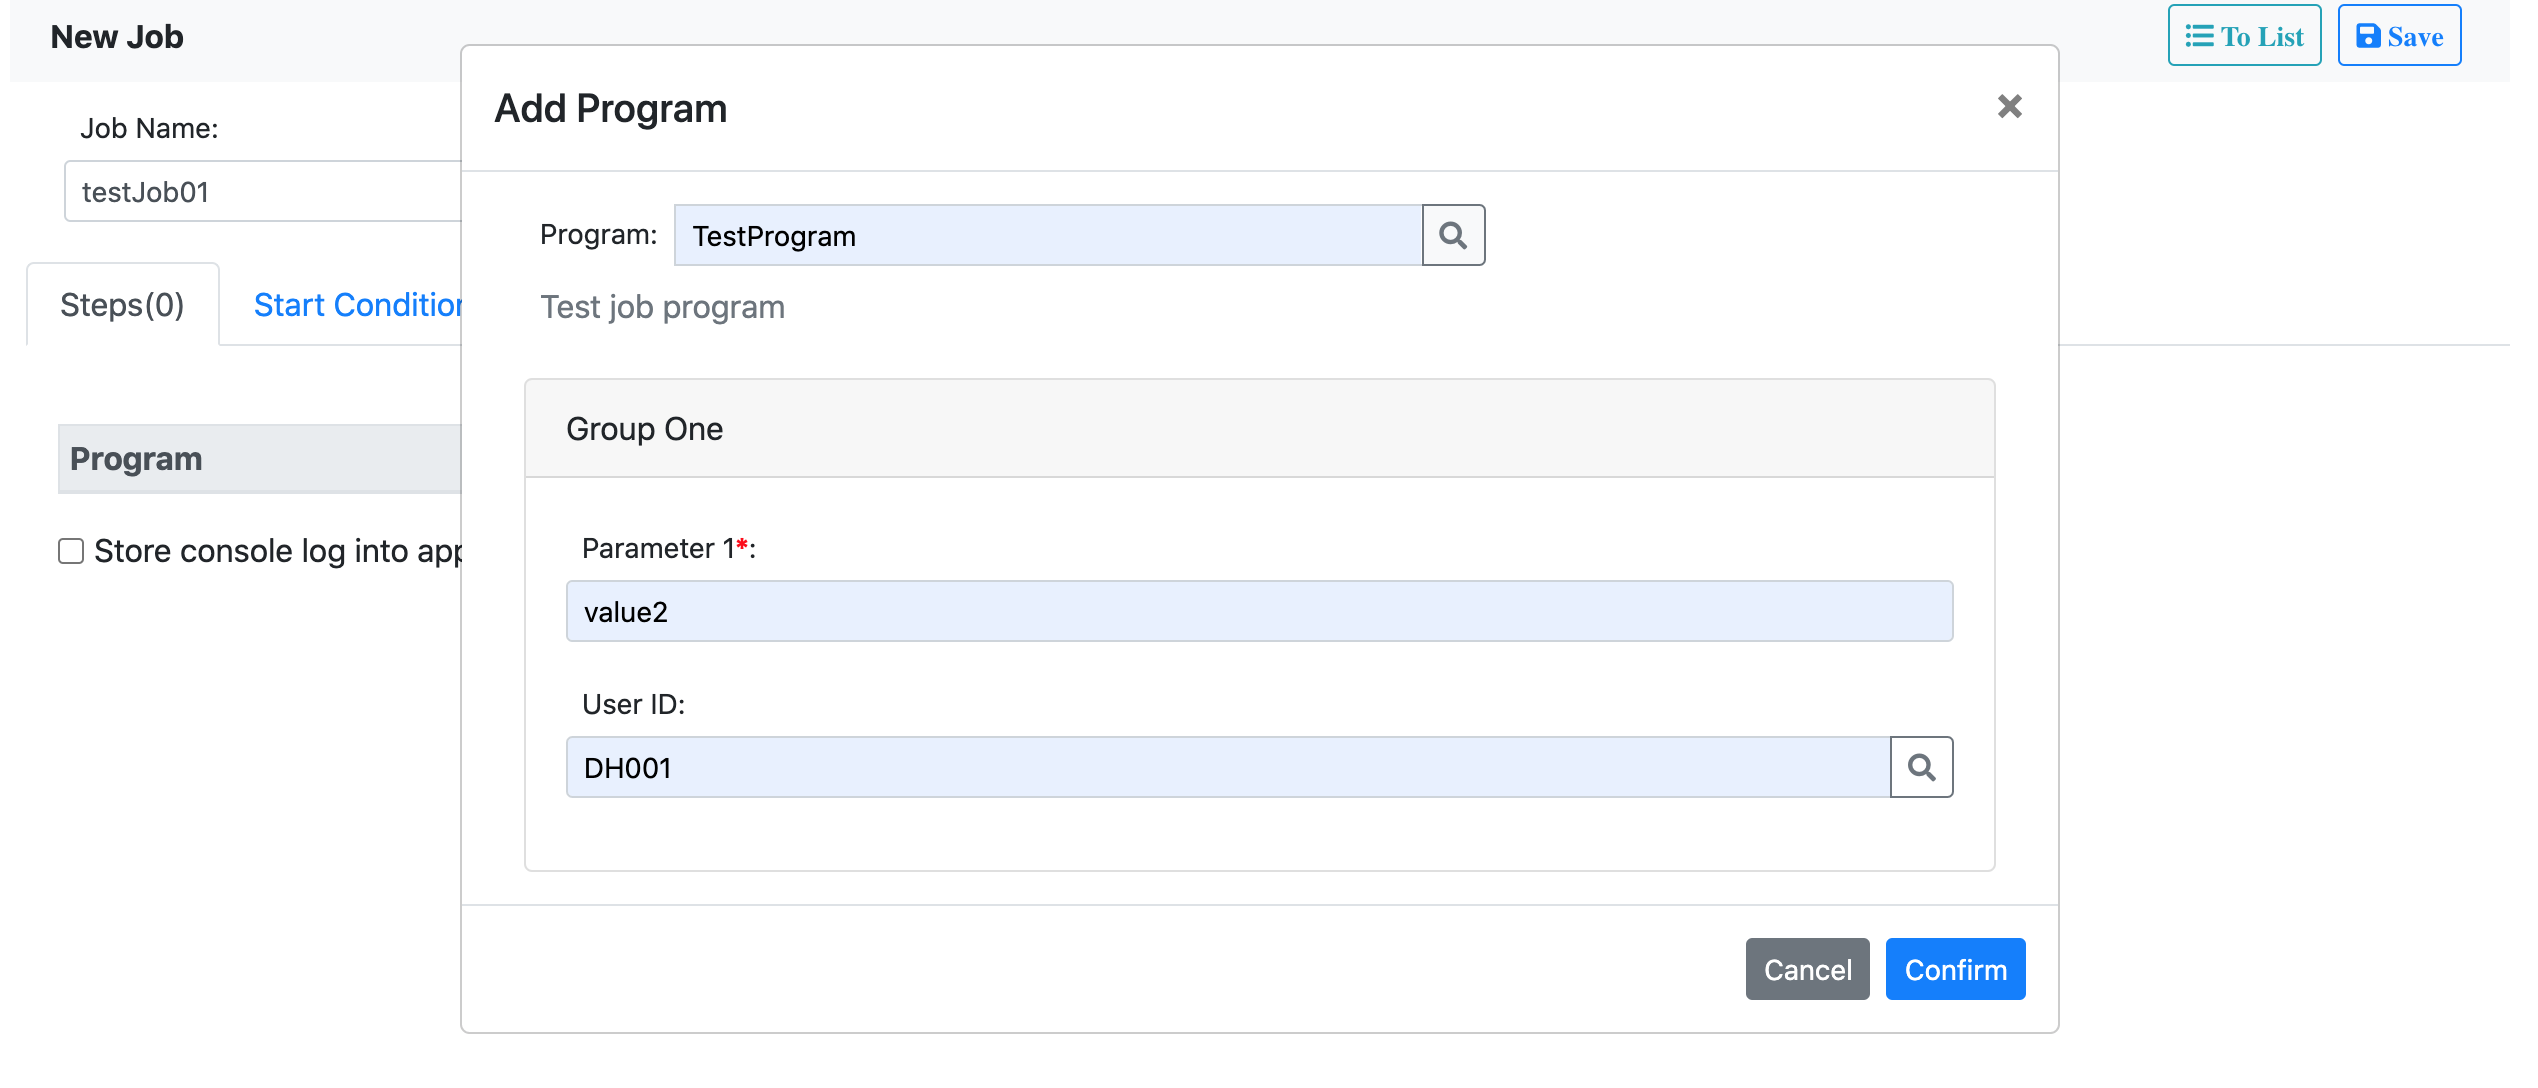 New Job
To List
Save
Job Name:
testJob01
Steps(0)
Start Condition
Program
Store console log into app
Add Program
Program:
TestProgram
Test job program
Group One
Parameter 1*:
value2
User ID:
DH001
Cancel
Confirm